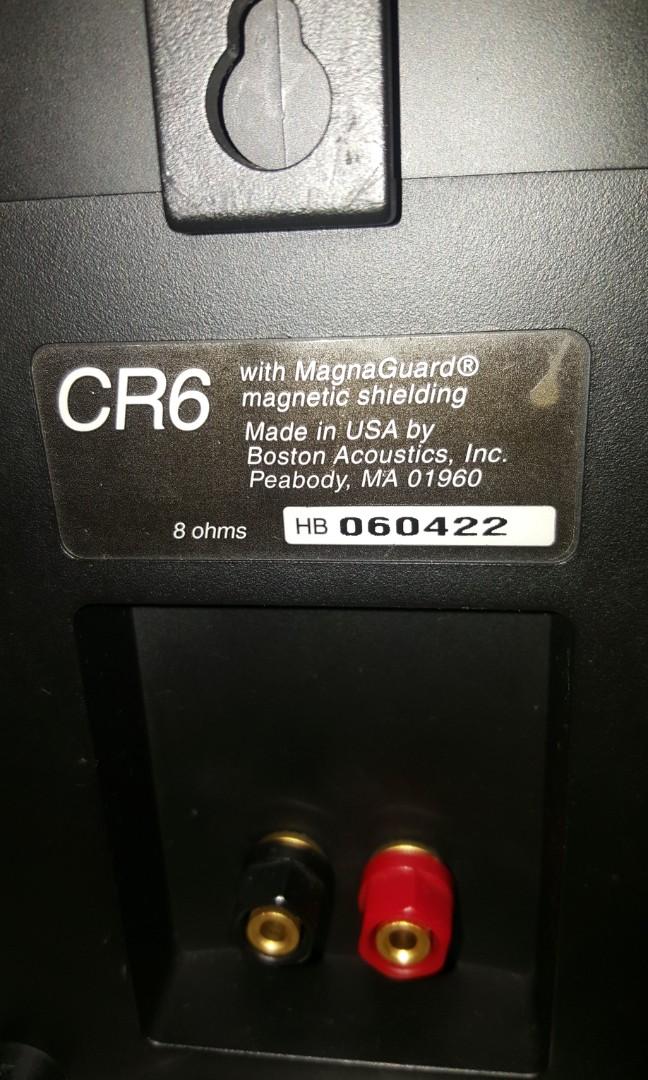 CR6
with MagnaGuard®
magnetic shielding
Made in USA by
Boston Acoustics, Inc.
Peabody, MA 01960
8 ohms
HB 060422